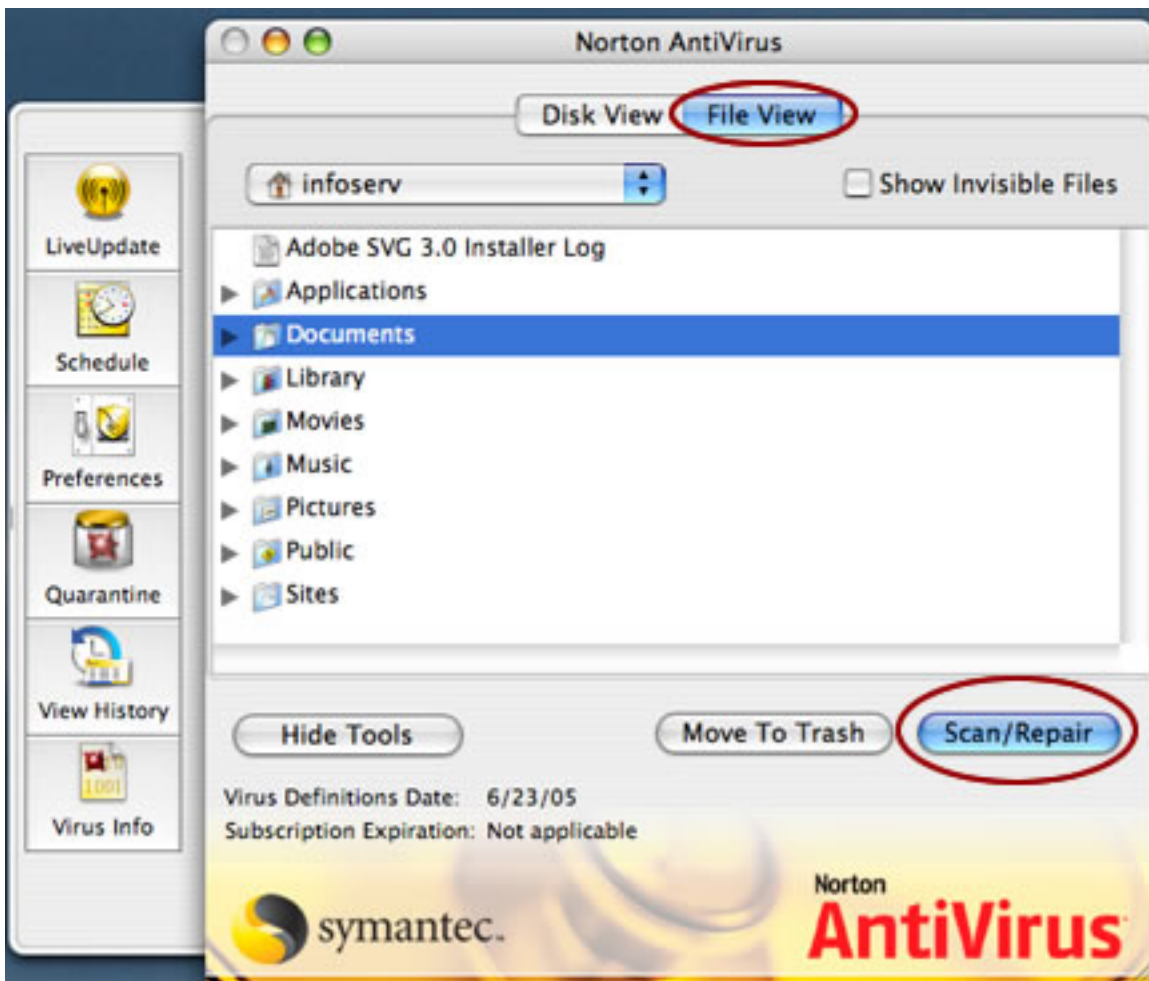 Norton AntiVirus
Disk View File View
infoserv
Show Invisible Files
LiveUpdate
Schedule
Preferences
Quarantine
View History
Virus Info
Adobe SVG 3.0 Installer Log
Applications
Documents
Library
Movies
Music
Pictures
Public
Sites
Hide Tools Move To Trash Scan/Repair
Virus Definitions Date: 6/23/05
Subscription Expiration: Not applicable
symantec.
Norton
AntiVirus